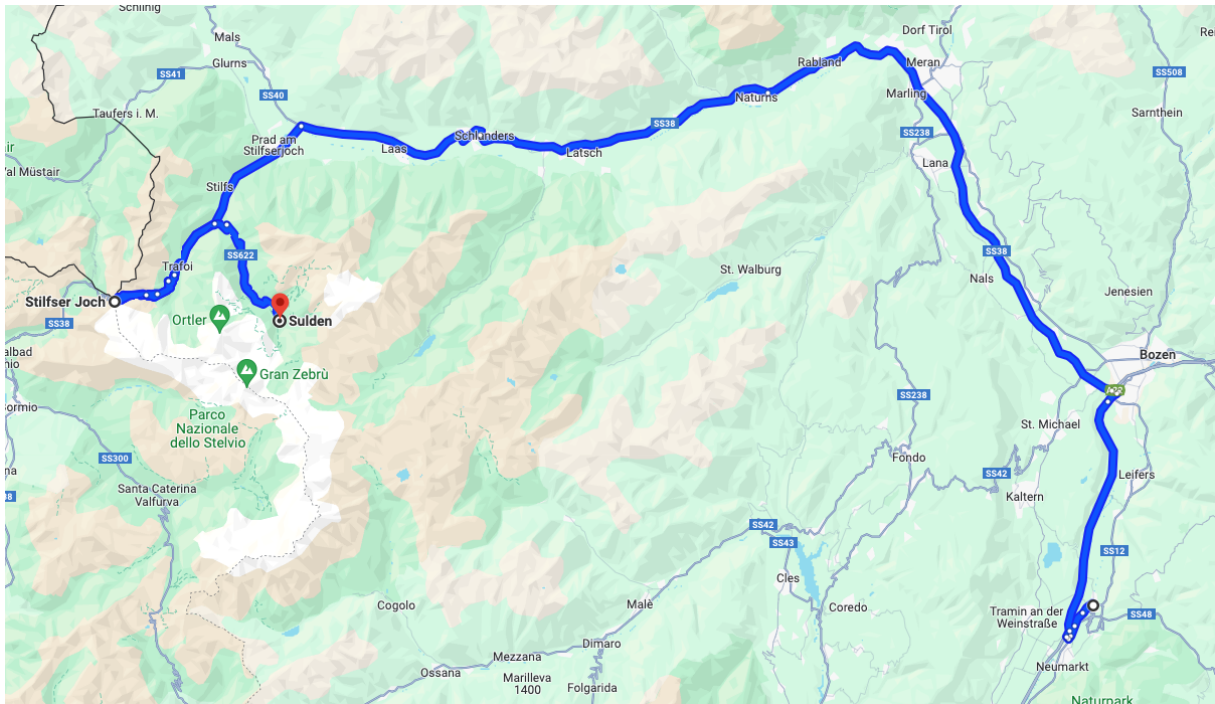 Schlinig
Dorf Tirol
Mals
Glurns
Rabland
Meran
SS41
SS508
Naturns
Marling
SS40
Taufers i. M.
Sarnthein
SS38
SS238
Prad am
Stilfserjoch
Schlanders
Laas
Latsch
Lana
'al Müstair
Stilfs
SS622
SS38
Trafoi
St. Walburg
Nals
Jenesien
Stilfser Joch
Ortler
Sulden
SS38
Bozen
Gran Zebrù
SS238
Parco
Nazionale
dello Stelvio
St. Michael
SS300
Fondo
SS42
Leifers
Santa Caterina
Valfurva
Kaltern
SS42
SS43
SS12
Cles
Cogolo
Malè
Coredo
Tramin an der
Weinstraße
SS48
Dimaro
Mezzana
Ossana
Marilleva
1400
Folgarida
Neumarkt
Naturpark